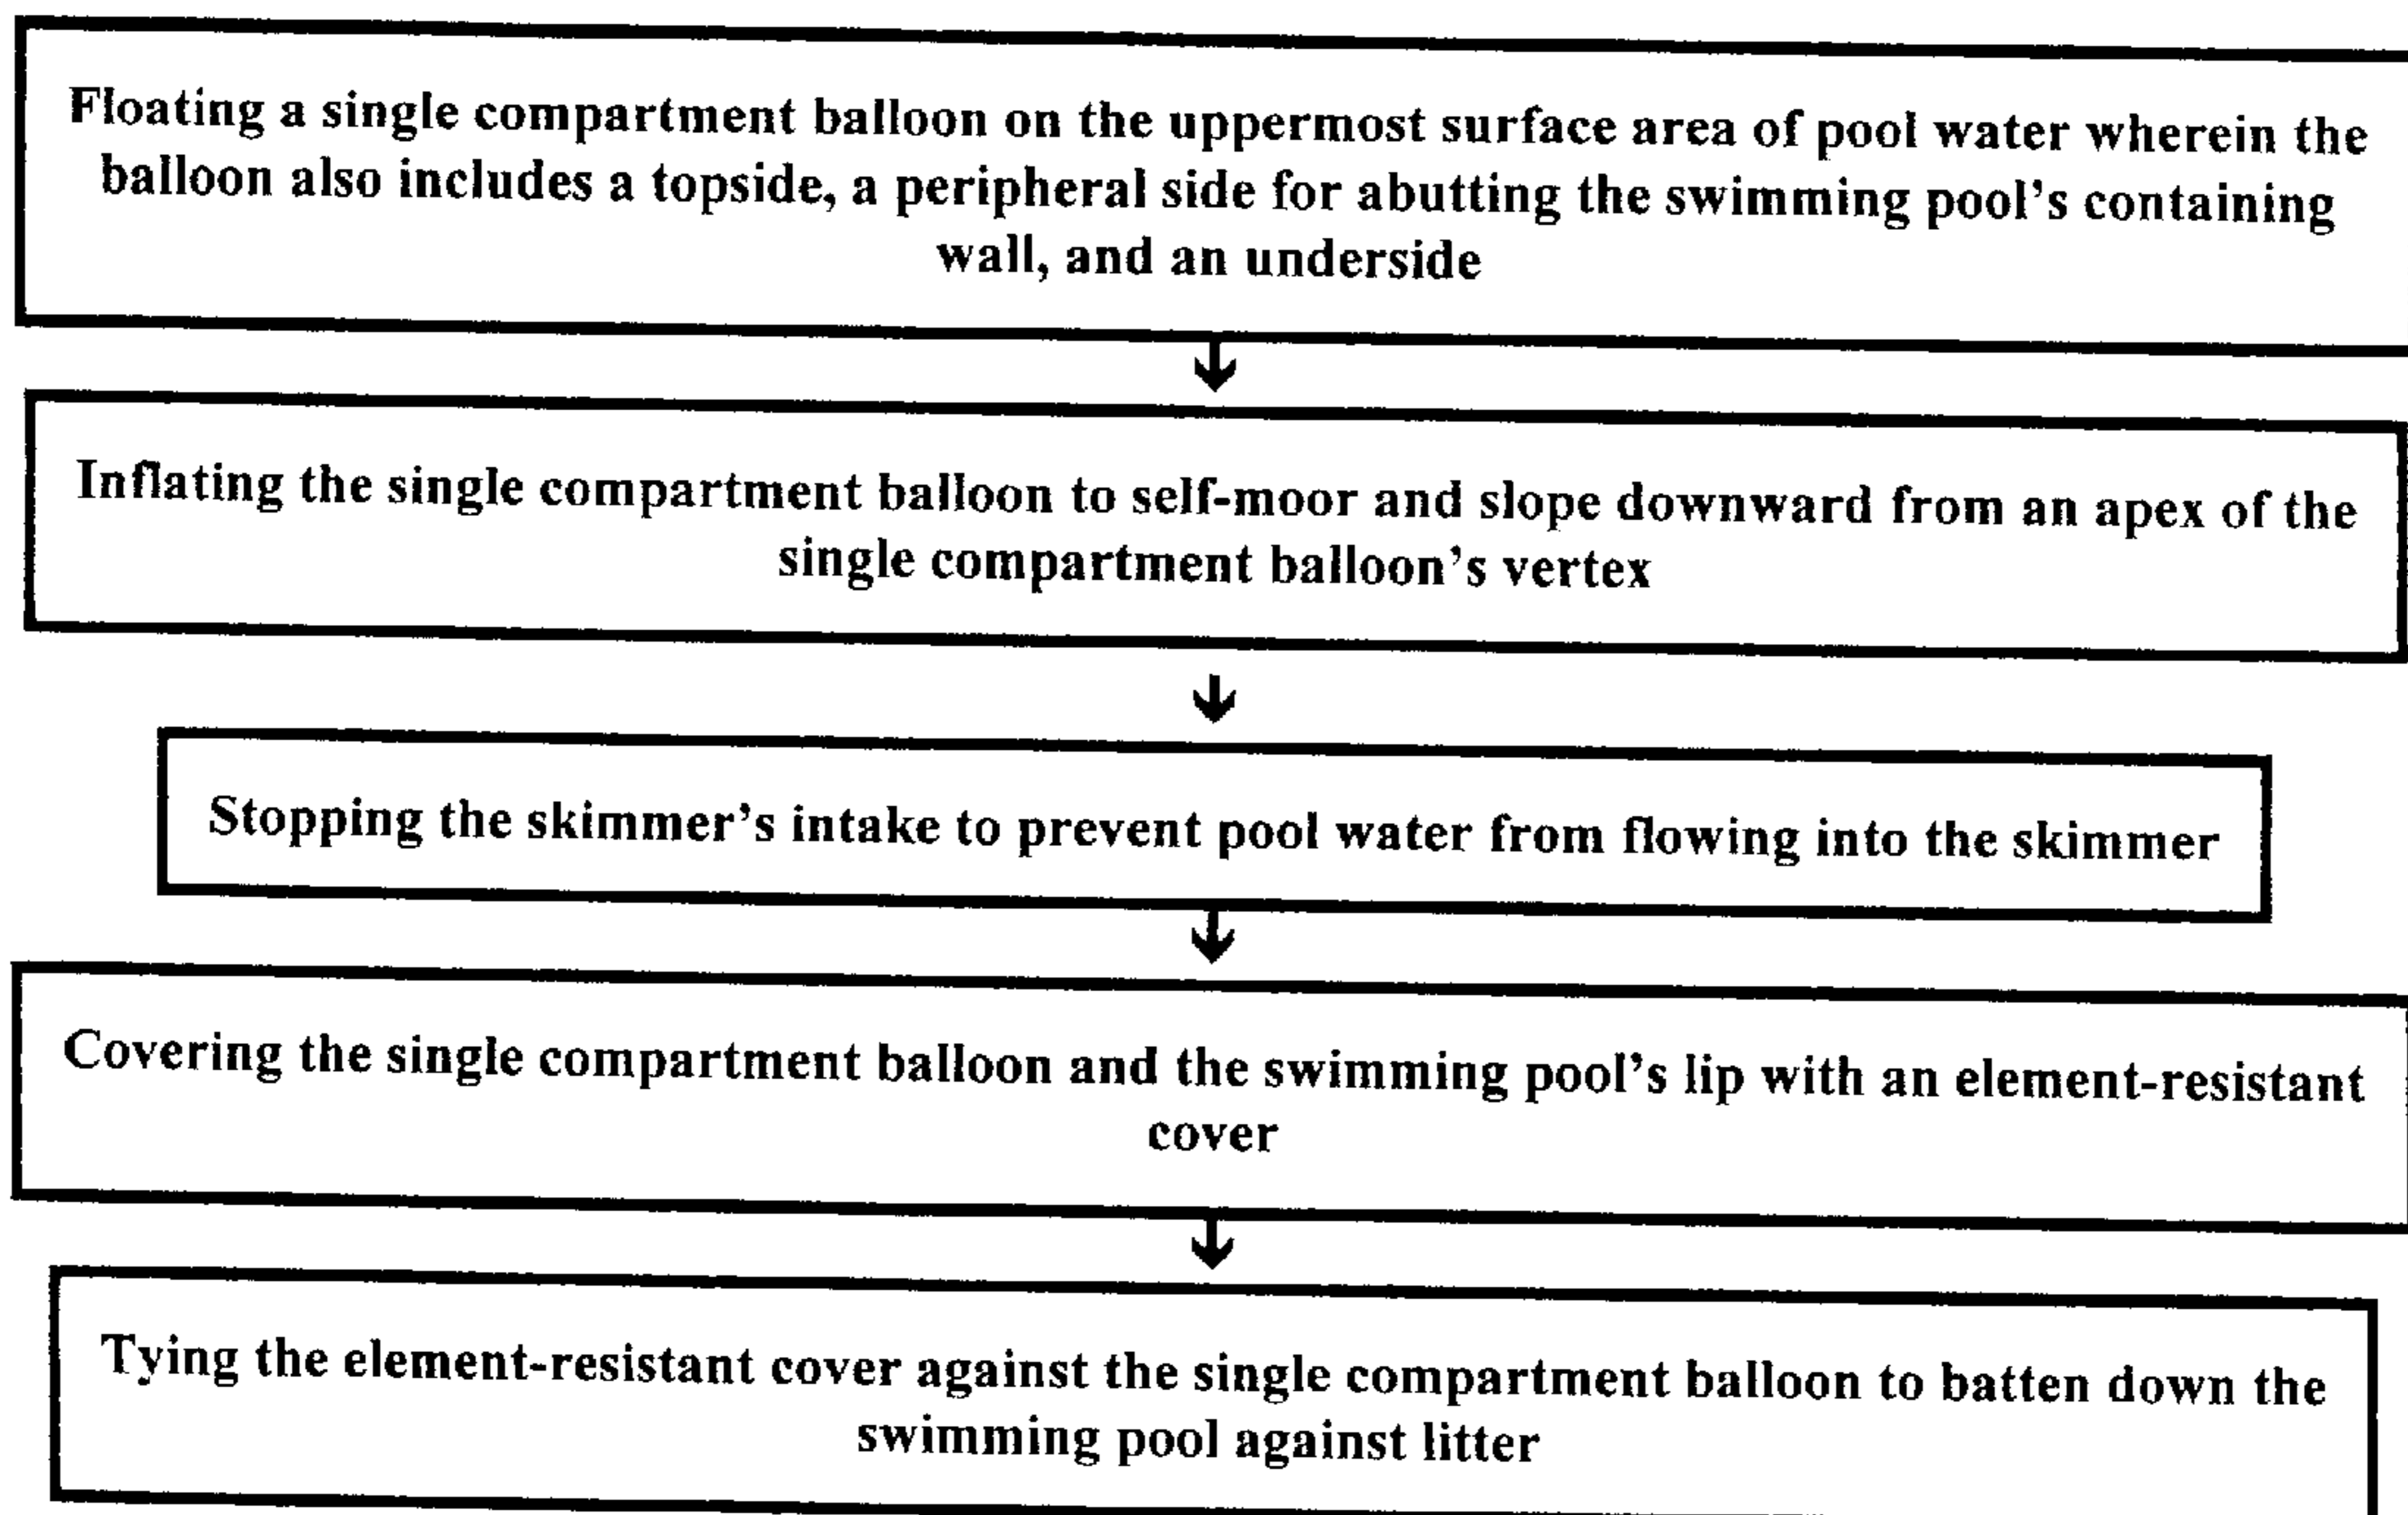 Floating a single compartment balloon on the uppermost surface area of pool water wherein the
balloon also includes a topside, a peripheral side for abutting the swimming pool's containing
wall, and an underside
Inflating the single compartment balloon to self-moor and slope downward from an apex of the
single compartment balloon's vertex
Stopping the skimmer's intake to prevent pool water from flowing into the skimmer
Covering the single compartment balloon and the swimming pool's lip with an element-resistant
cover
Tying the element-resistant cover against the single compartment balloon to batten down the
swimming pool against litter